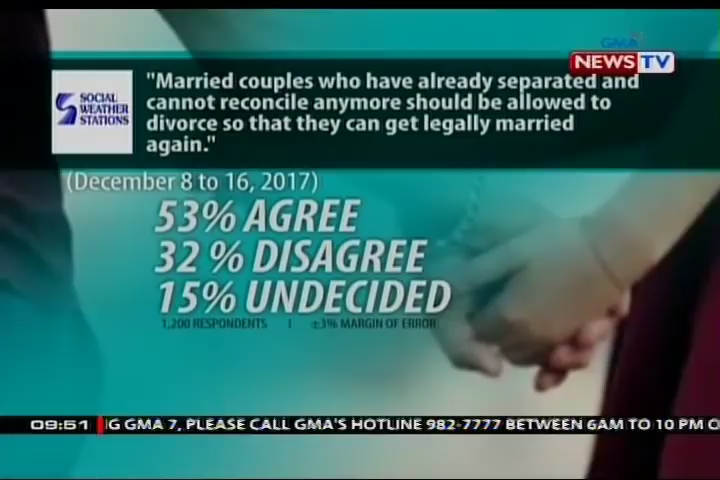 GMA
NEWS TV
SOCIAL
WEATHER
STATIONS
"Married couples who have already separated and
cannot reconcile anymore should be allowed to
divorce so that they can get legally married
again."
(December 8 to 16, 2017)
53% AGREE
32 % DISAGREE
15% UNDECIDED
1,200 RESPONDENTS | ±3% MARGIN OF ERROR
09:51 G GMA 7, PLEASE CALL GMA'S HOTLINE 982-7777 BETWEEN 6AM TO 10 PM O